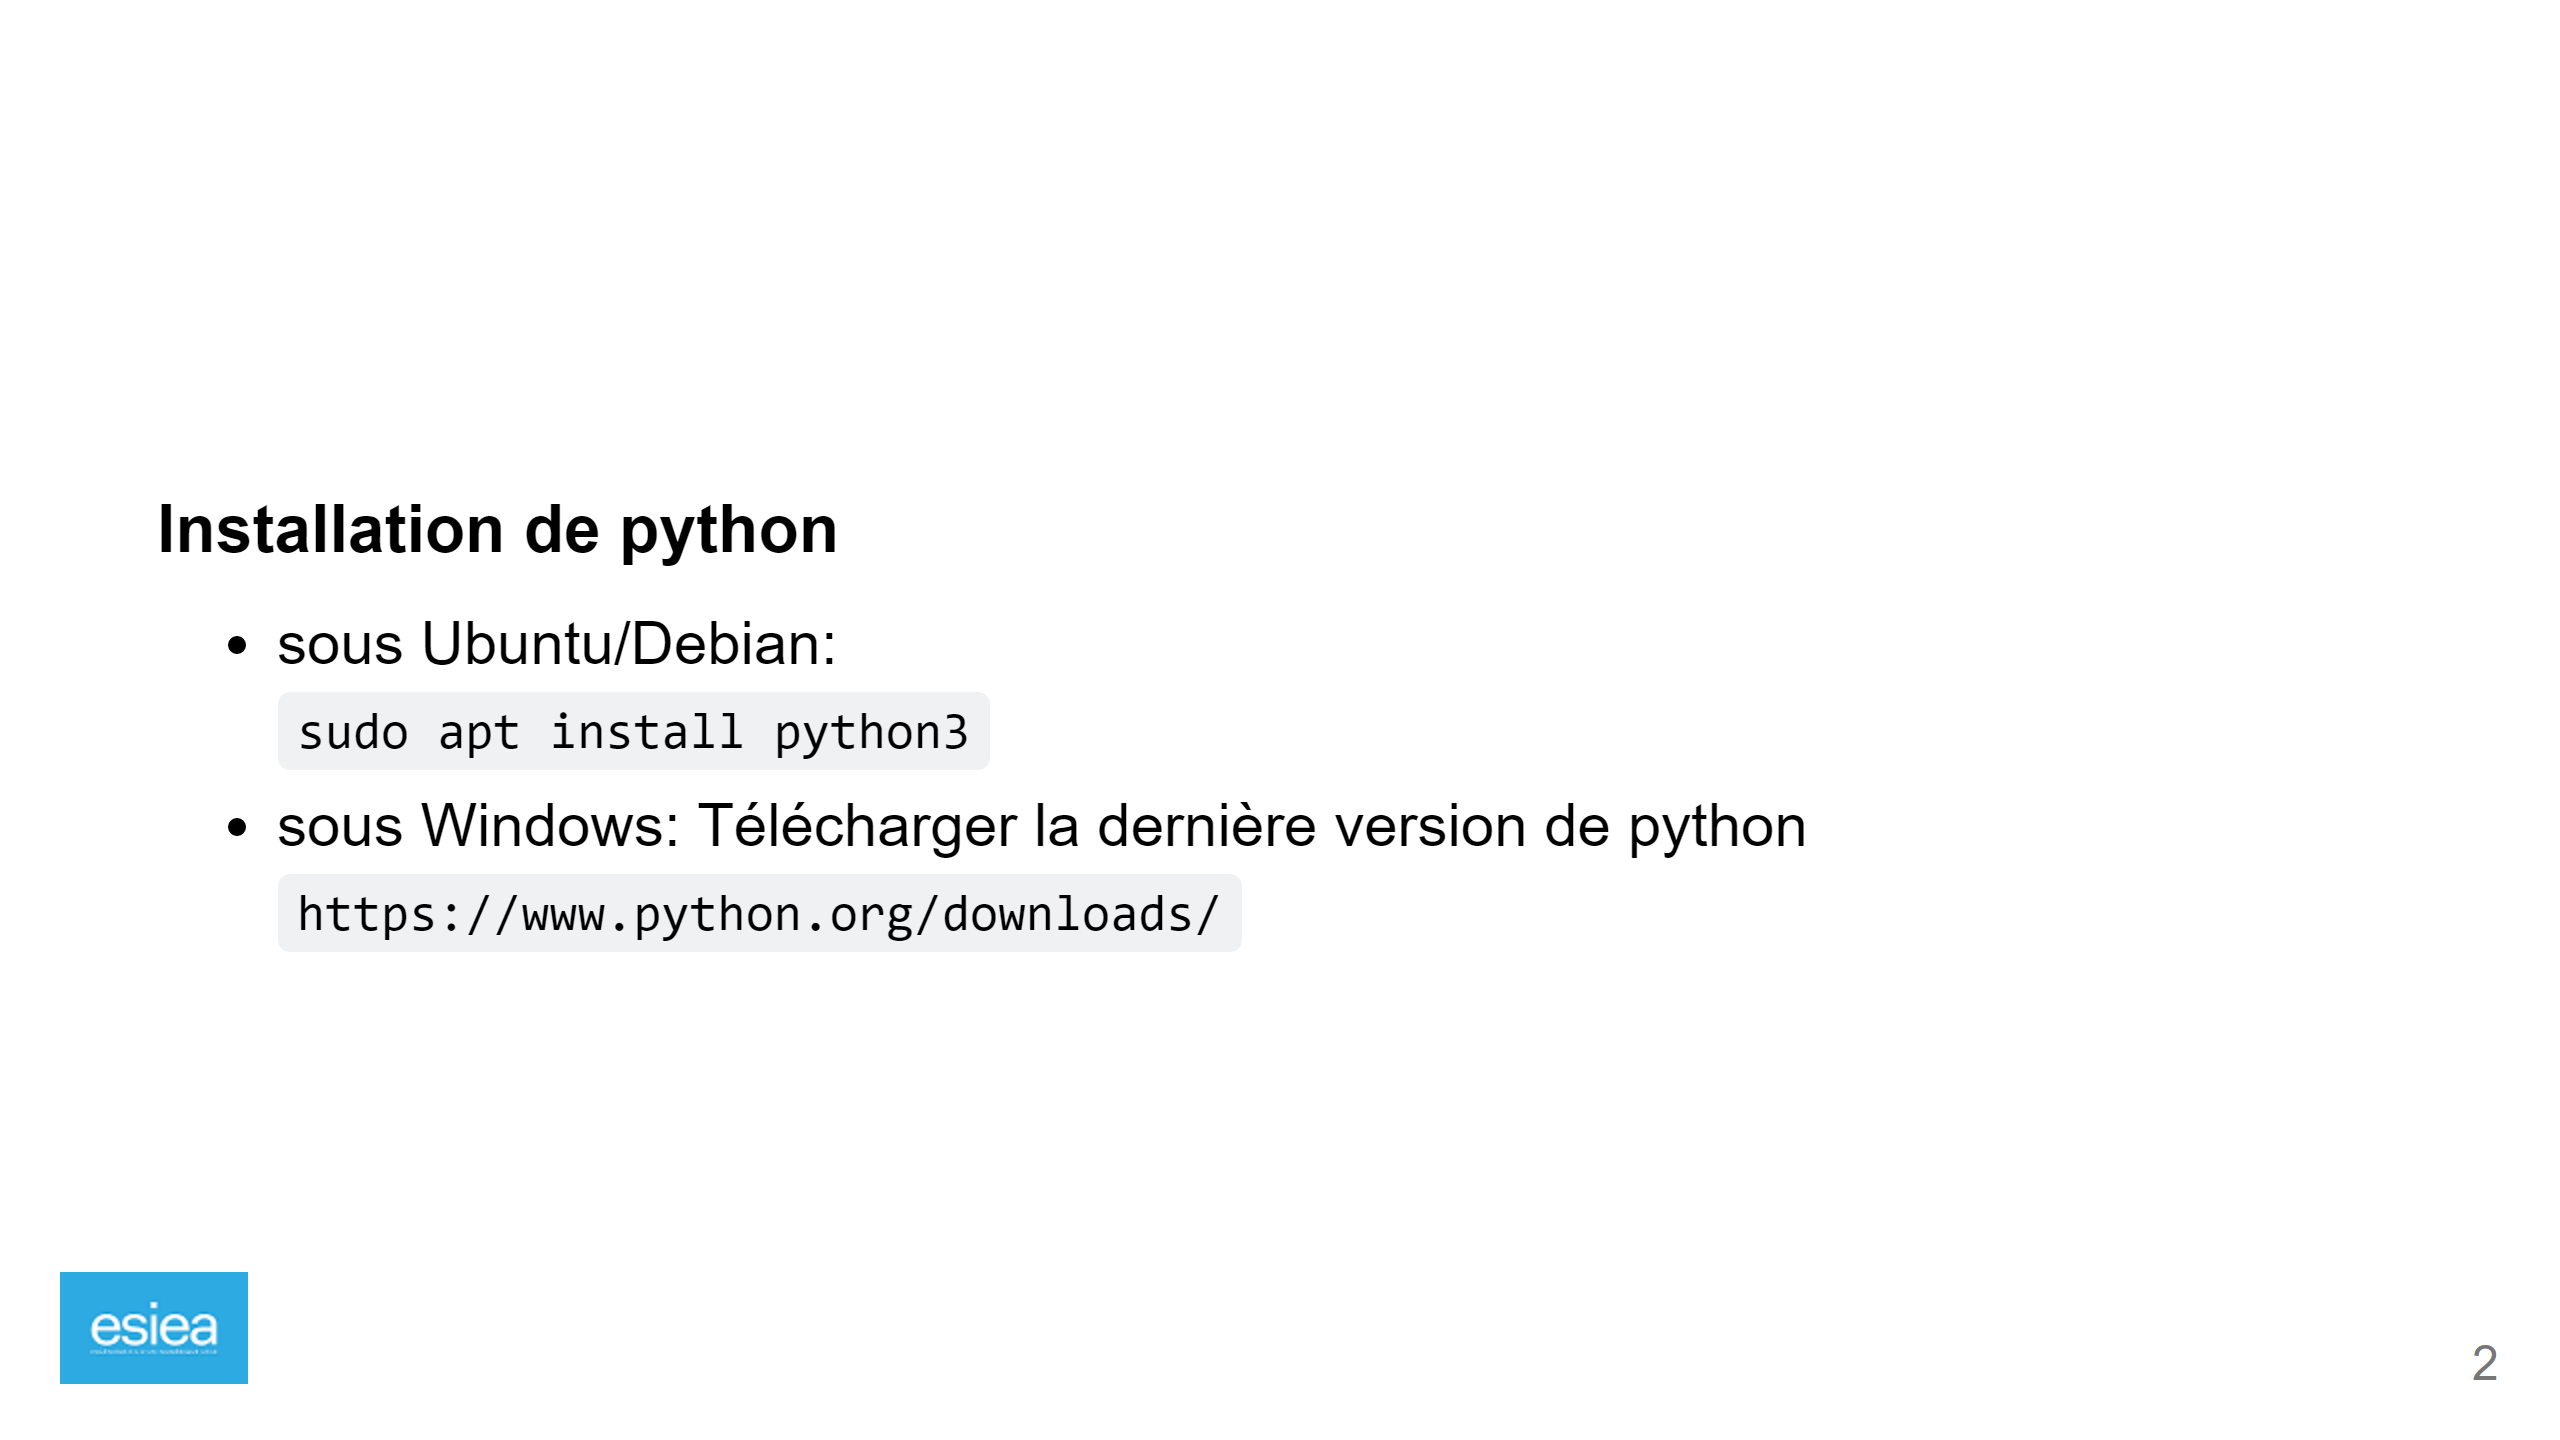 Installation de python
sous Ubuntu/Debian:
sudo apt install python3
sous Windows: Télécharger la dernière version de python
https://www.python.org/downloads/
esiea
2